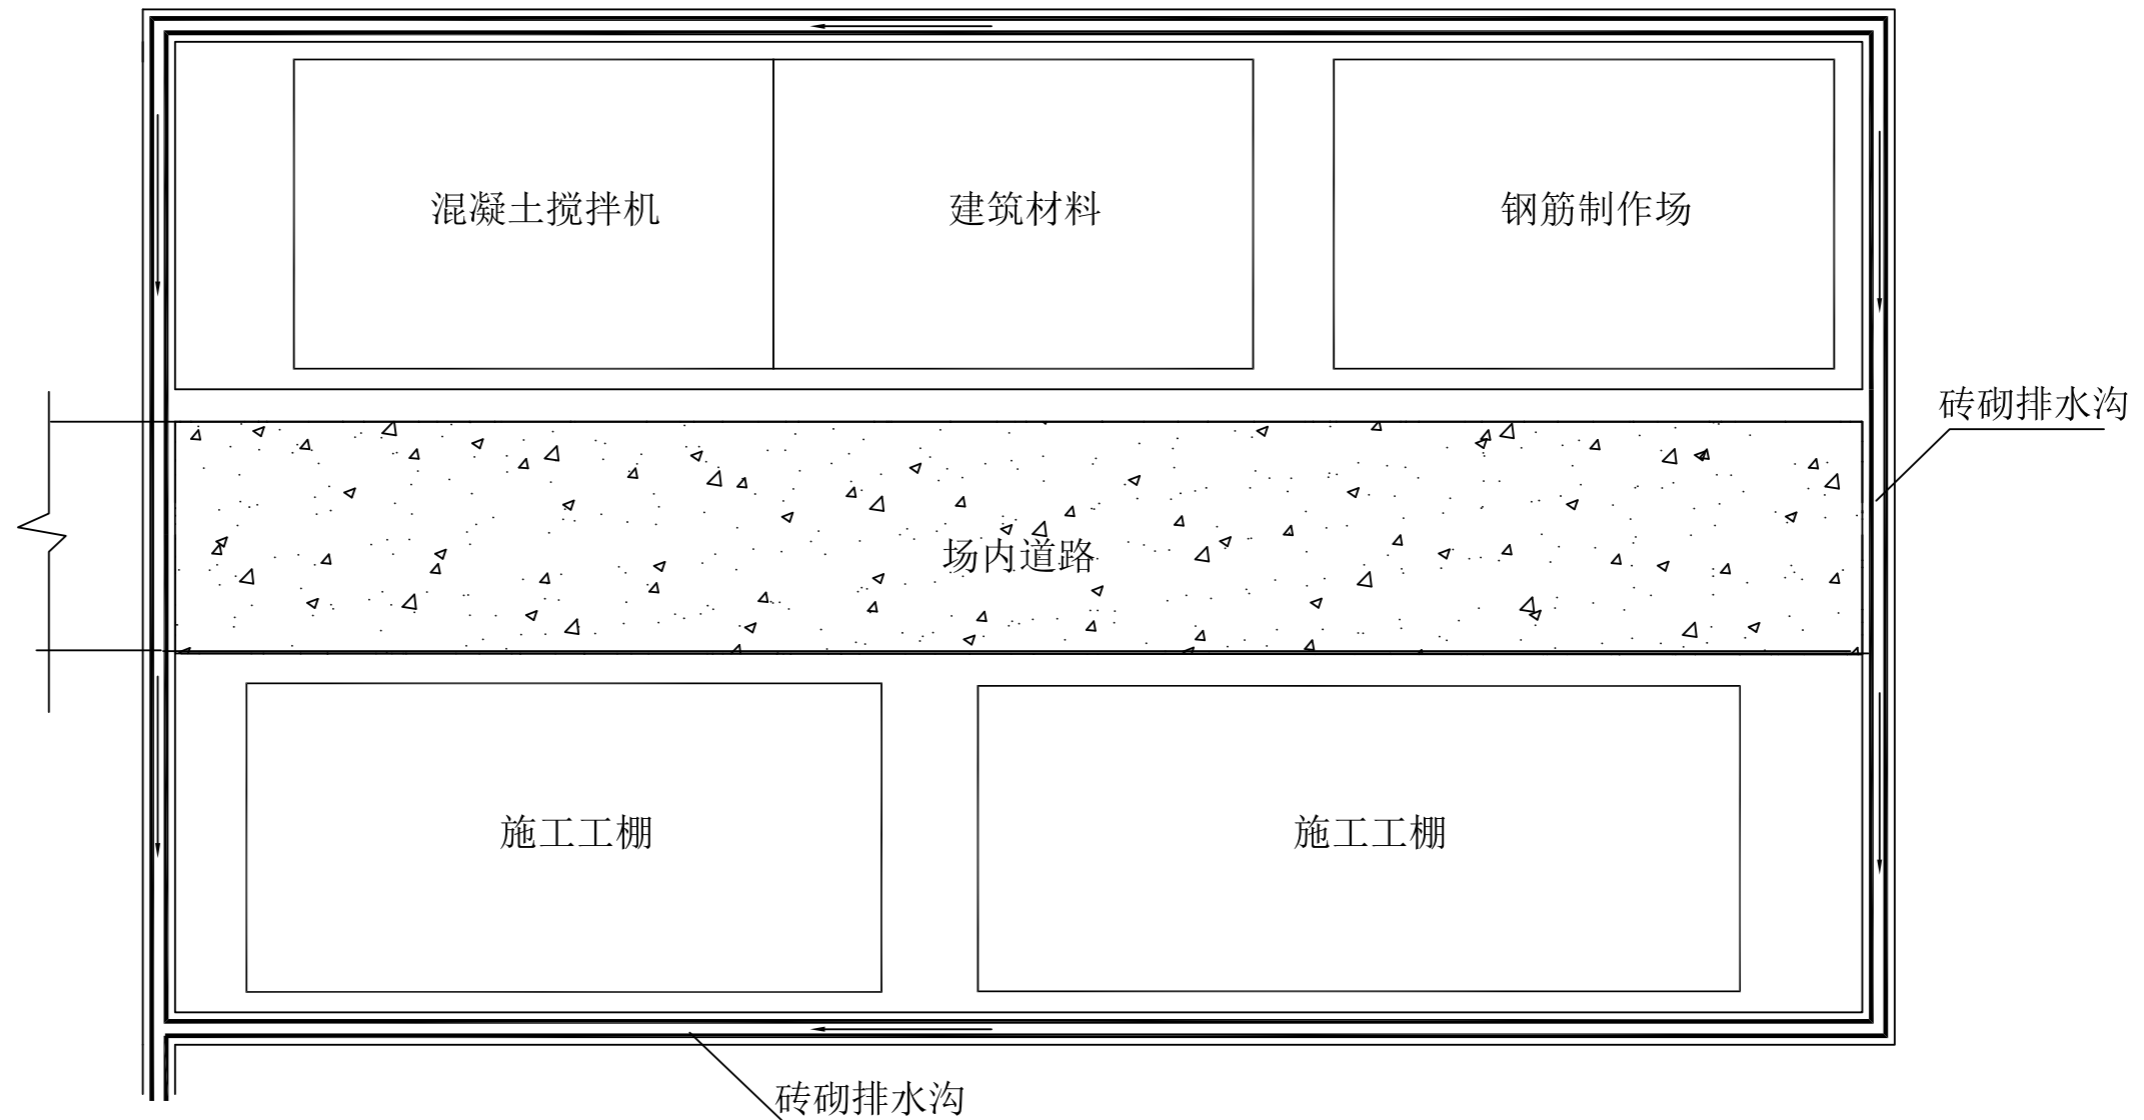 混凝土搅拌机
建筑材料
钢筋制作场
砖砌排水沟
场内道路
施工工棚
施工工棚
砖砌排水沟